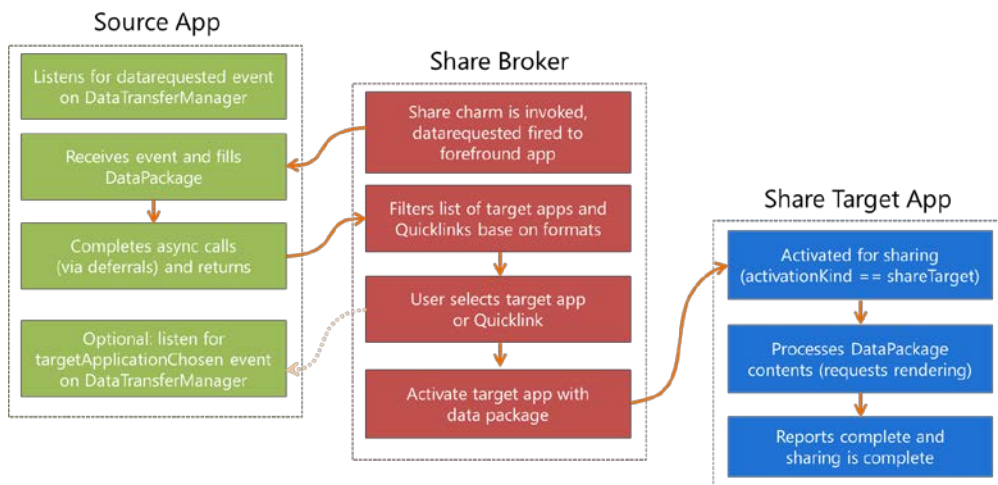 Source App
Listens for datarequested event
on DataTransferManager
Receives event and fills
DataPackage
Completes async calls
(via deferrals) and returns
Optional: listen for
targetApplicationChosen event
on DataTransferManager
Share Broker
Share charm is invoked,
datarequested fired to
forefround app
Filters list of target apps and
Quicklinks base on formats
User selects target app
or Quicklink
Activate target app with
data package
Share Target App
Activated for sharing
(activationKind == shareTarget)
Processes DataPackage
contents (requests rendering)
Reports complete and
sharing is complete